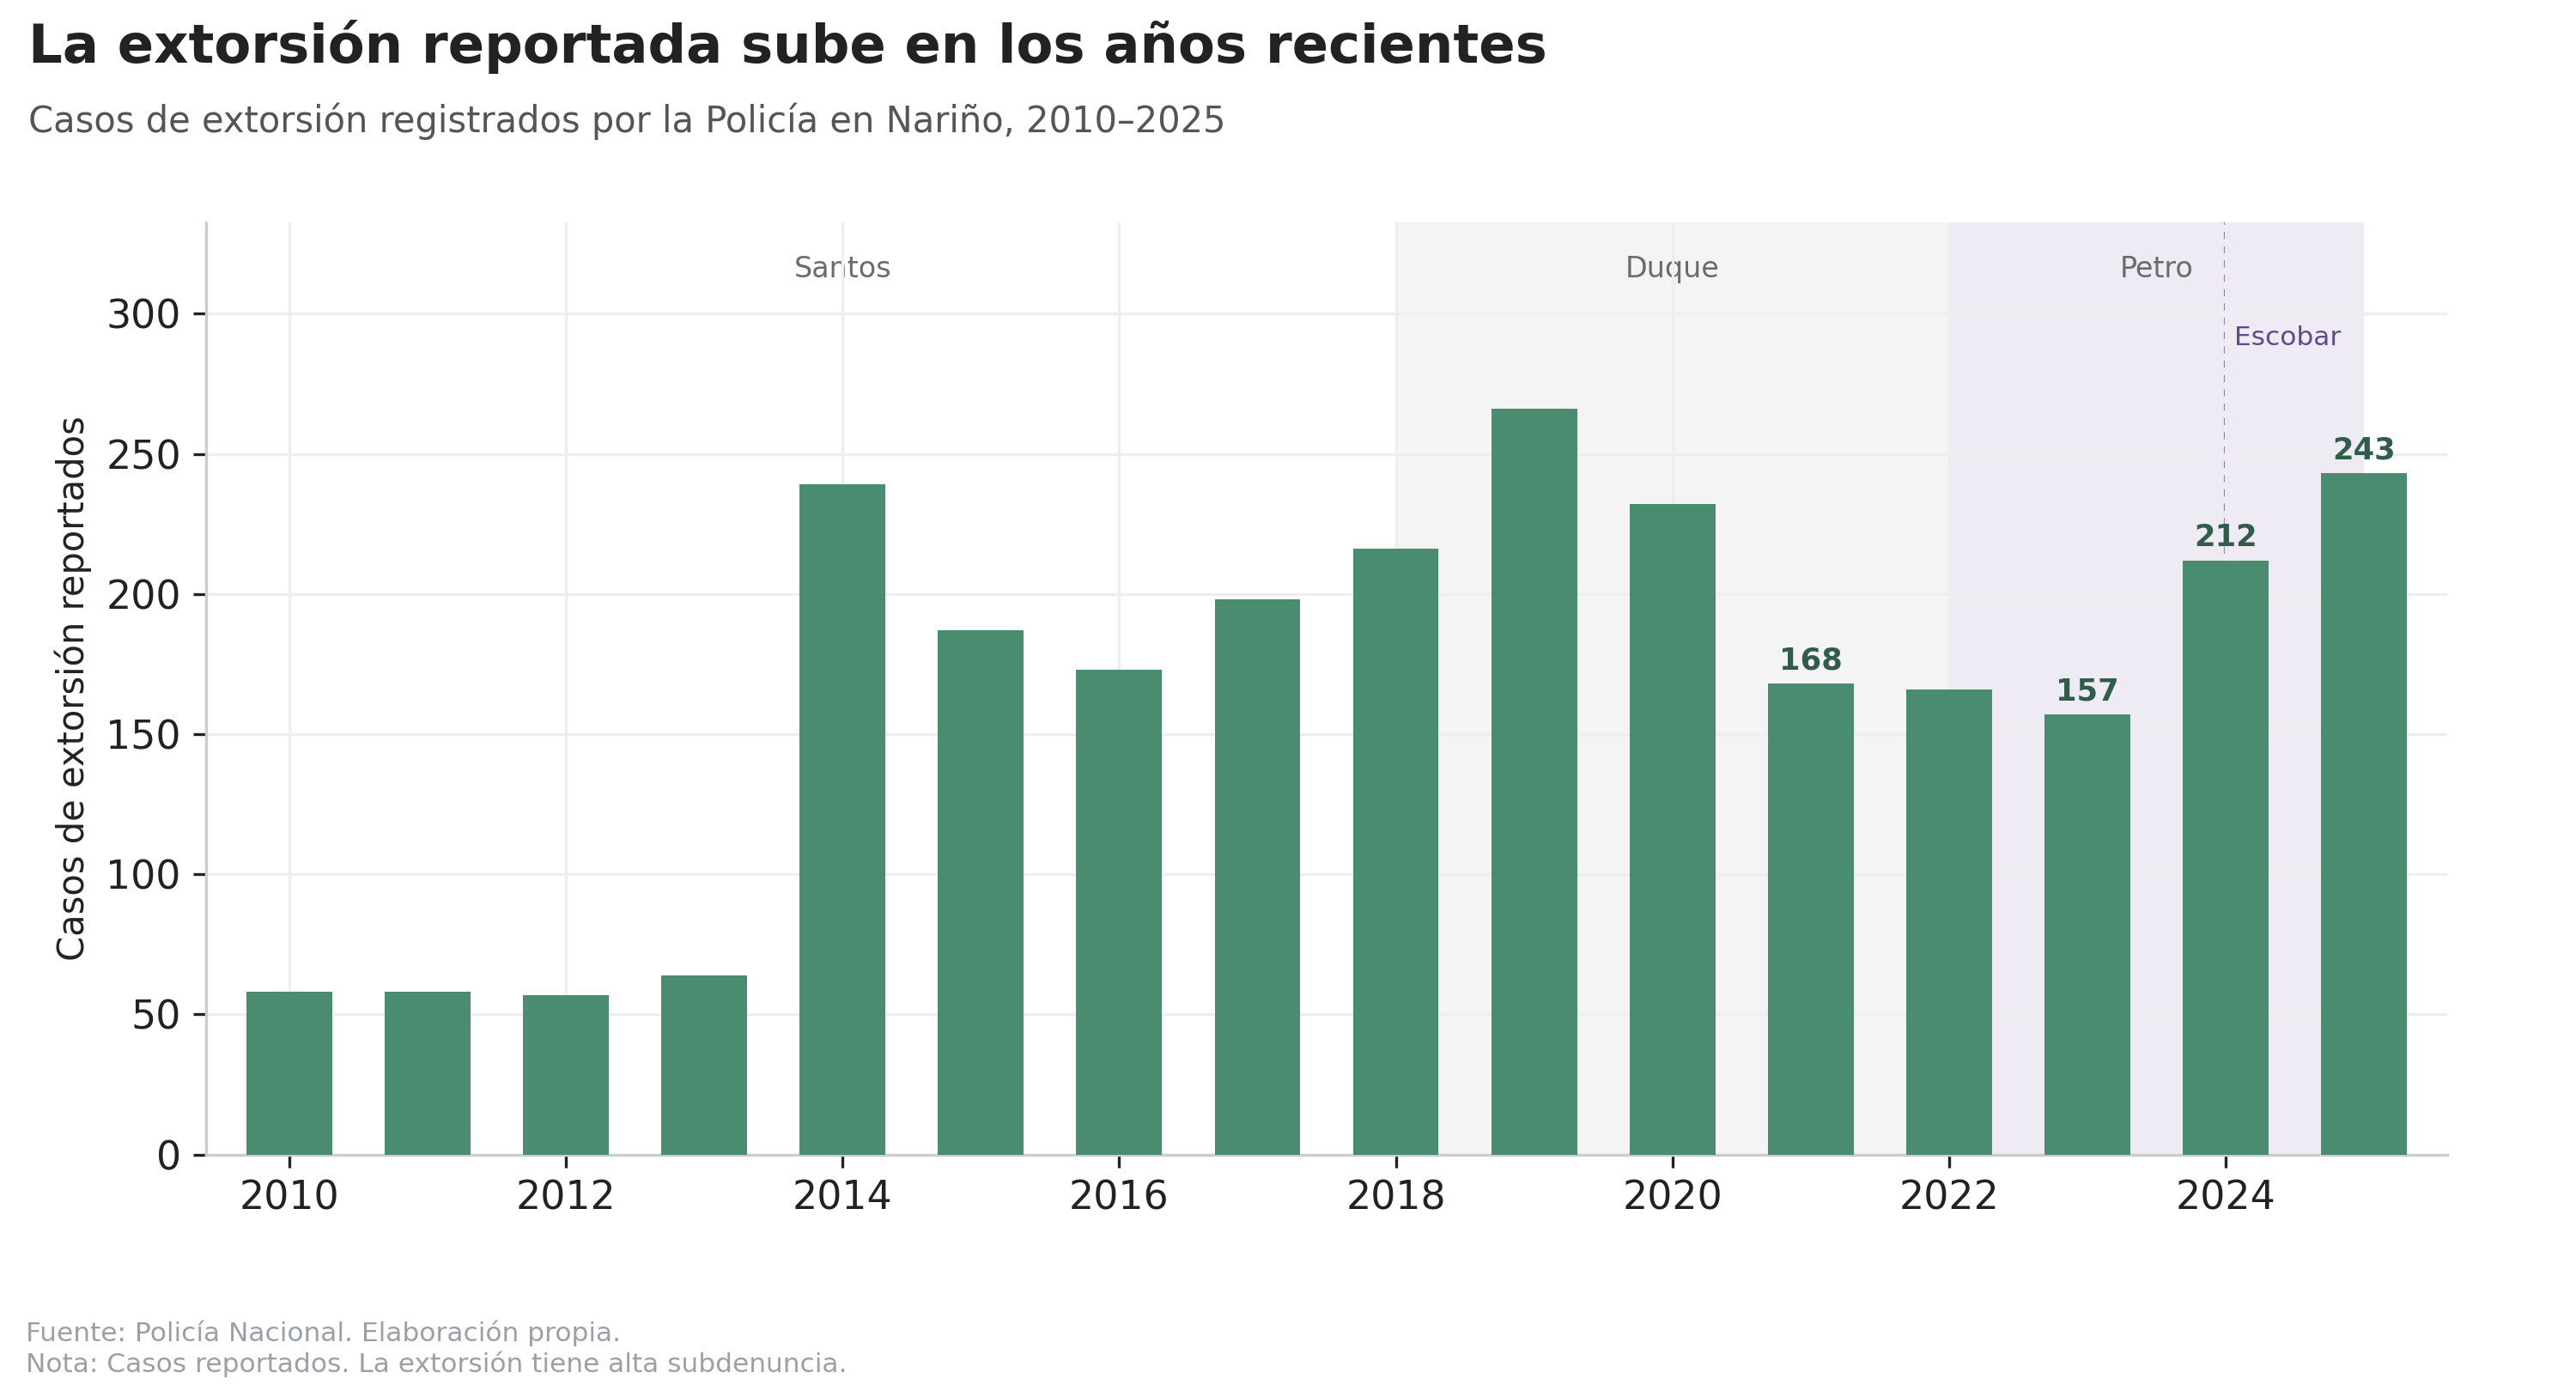 La extorsión reportada sube en los años recientes
Casos de extorsión registrados por la Policía en Nariño, 2010–2025
Santos
Duque
Petro
Escobar
Casos de extorsión reportados
300
250
200
150
100
50
0
243
212
168
157
2010
2012
2014
2016
2018
2020
2022
2024
Fuente: Policía Nacional. Elaboración propia.
Nota: Casos reportados. La extorsión tiene alta subdenuncia.